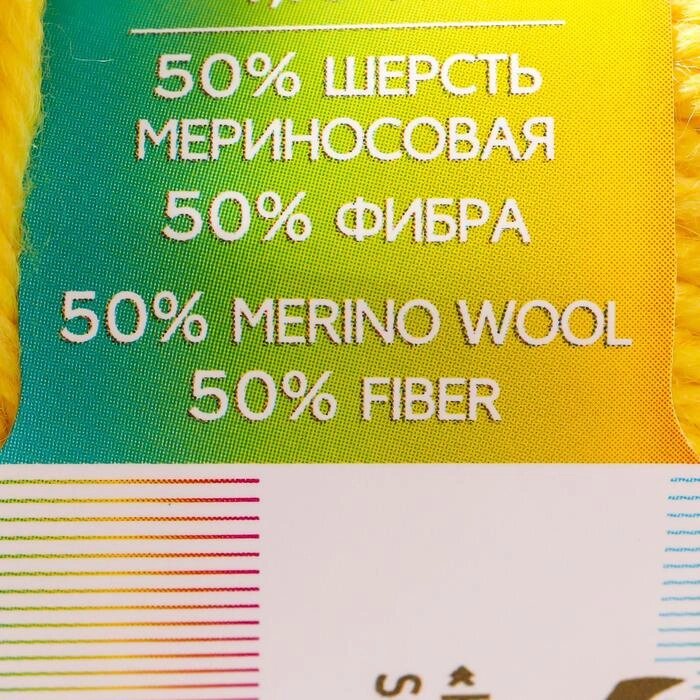 50% ШЕРСТЬ
МЕРИНОСОВАЯ
50% ФИБРА
50% MERINO WOOL
50% FIBER